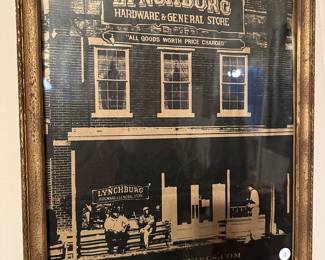 LYNCHBURG
HARDWARE & GENERAL STORE
"ALL GOODS WORTH PRICE CHARGED"
LYNCHBURG
HARDWARE & GENERAL STORE